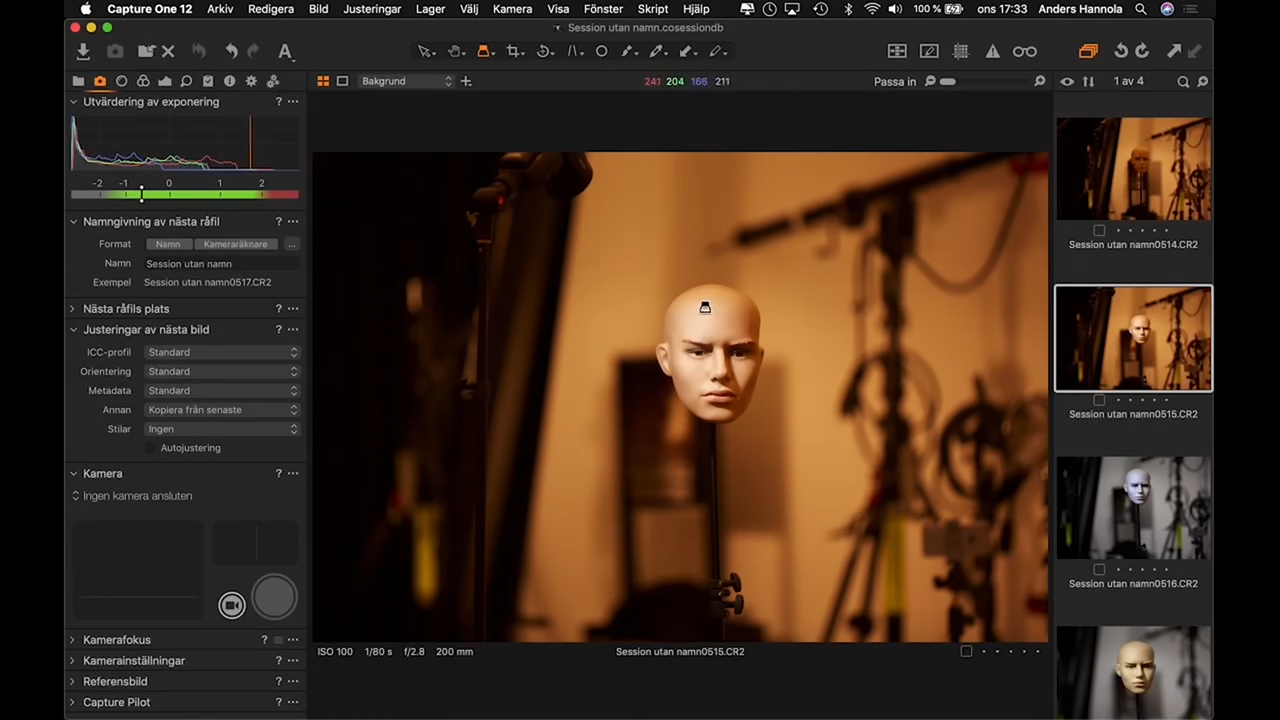 Capture One 12 Arkiv Redigera Bild Justeringar Lager Välj Kamera Visa Fönster Skript Hjälp 100 % ons 17:33 Anders Hannola
Session utan namn.cosessiondb
Bakgrund 241 204 166 211 Passa in 1 av 4
Utvärdering av exponering ?
-2 -1 0 1 2
Namngivning av nästa råfil ?
Format Namn Kameraräknare ...
Namn Session utan namn
Exempel Session utan namn0517.CR2
Nästa råfils plats ?
Justeringar av nästa bild ?
ICC-profil Standard
Orientering Standard
Metadata Standard
Annan Kopiera från senaste
Stilar Ingen
Autojustering
Kamera ?
Ingen kamera ansluten
Kamerafokus ?
Kamerainställningar ?
Referensbild ?
Capture Pilot ?
ISO 100 1/80 s f/2.8 200 mm Session utan namn0515.CR2
Session utan namn0514.CR2
Session utan namn0515.CR2
Session utan namn0516.CR2